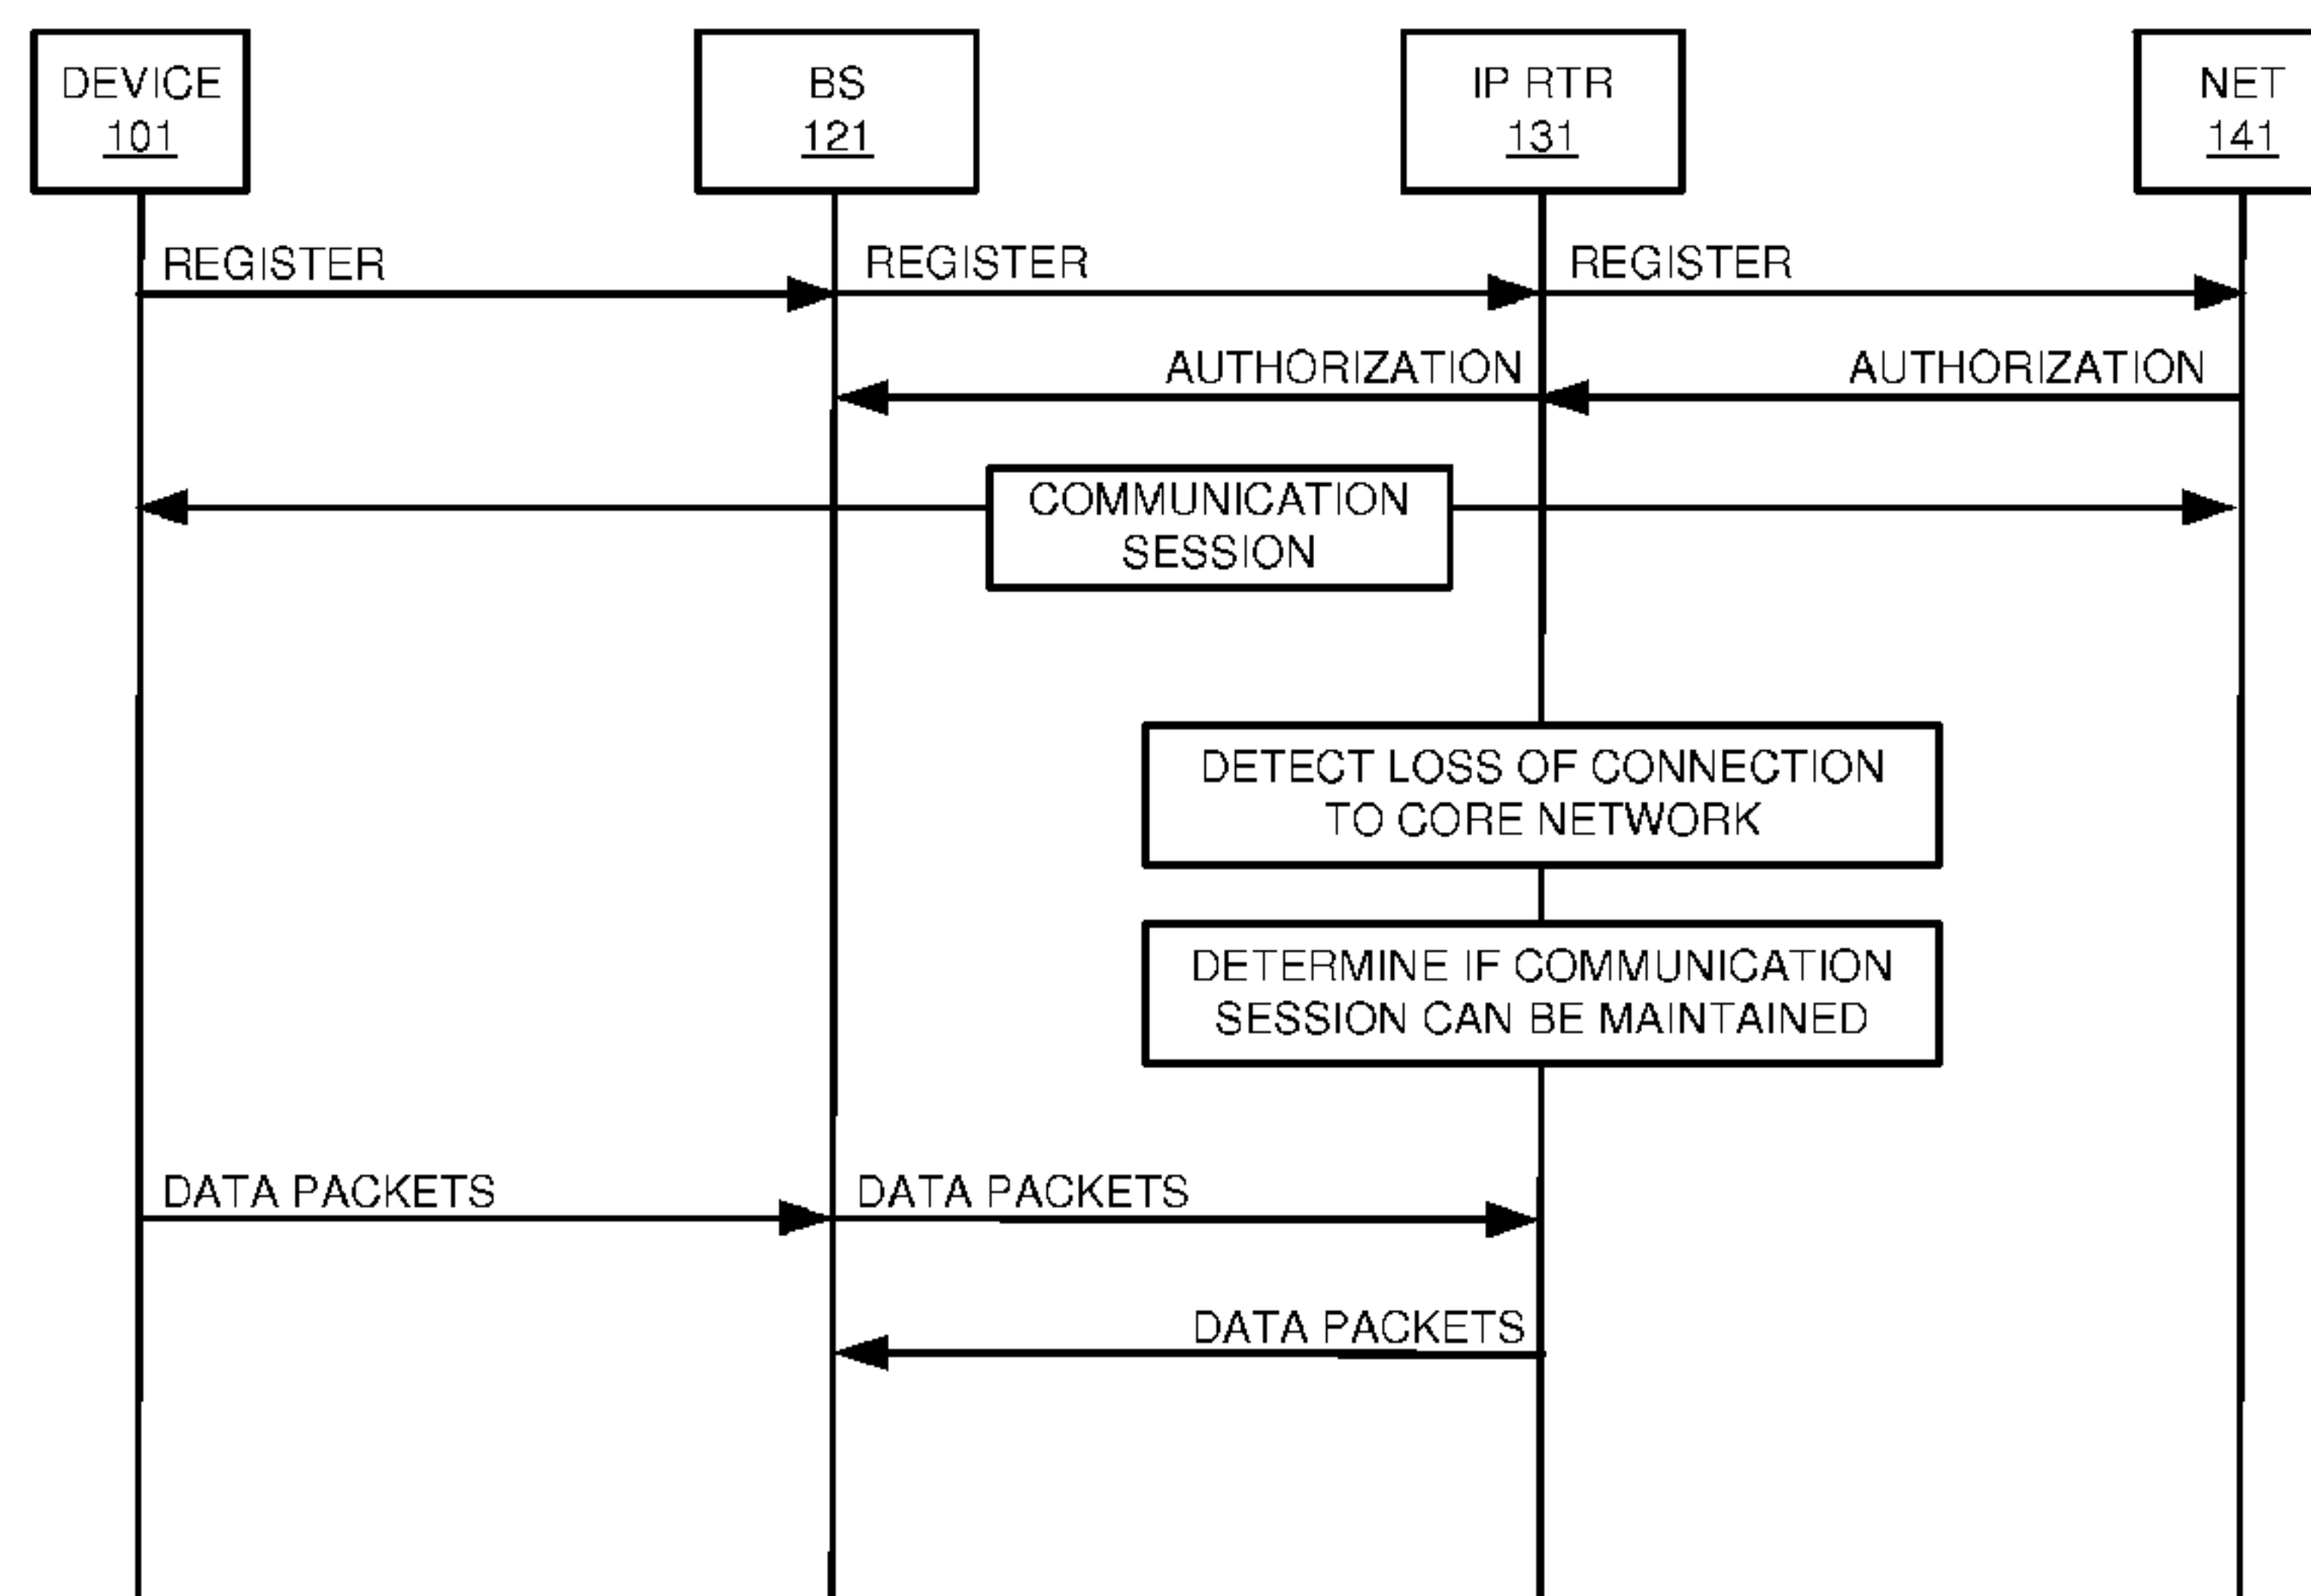 DEVICE
101
BS
121
IP RTR
131
NET
141
REGISTER
REGISTER
REGISTER
AUTHORIZATION
AUTHORIZATION
COMMUNICATION
SESSION
DETECT LOSS OF CONNECTION
TO CORE NETWORK
DETERMINE IF COMMUNICATION
SESSION CAN BE MAINTAINED
DATA PACKETS
DATA PACKETS
DATA PACKETS